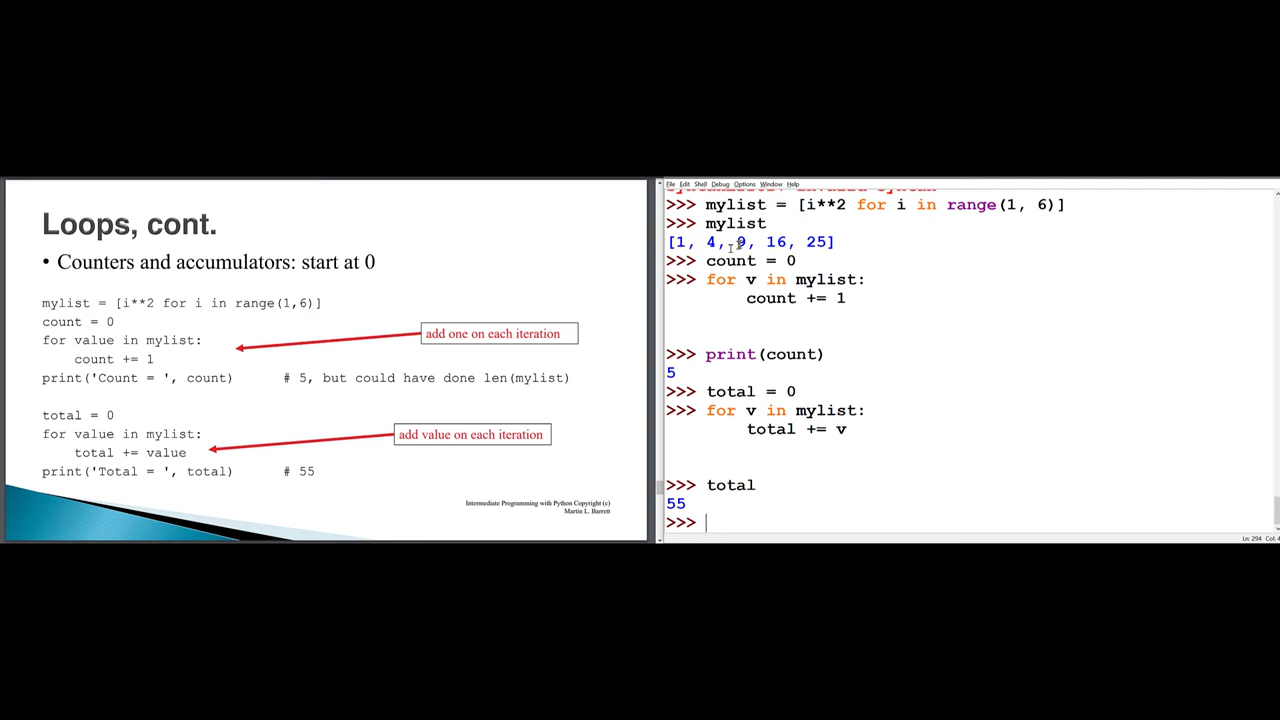 Loops, cont.
• Counters and accumulators: start at 0
mylist = [i**2 for i in range(1,6)]
count = 0
for value in mylist:
count += 1
print('Count = ', count) # 5, but could have done len(mylist)
add one on each iteration
total = 0
for value in mylist:
total += value
print('Total = ', total) # 55
add value on each iteration
Intermediate Programming with Python Copyright (c)
Martin L. Barrett
File Edit Shell Debug Options Window Help
>>> mylist = [i**2 for i in range(1, 6)]
>>> mylist
[1, 4, 9, 16, 25]
>>> count = 0
>>> for v in mylist:
count += 1
>>> print(count)
5
>>> total = 0
>>> for v in mylist:
total += v
>>> total
55
>>>
Ln: 294 Col: 4